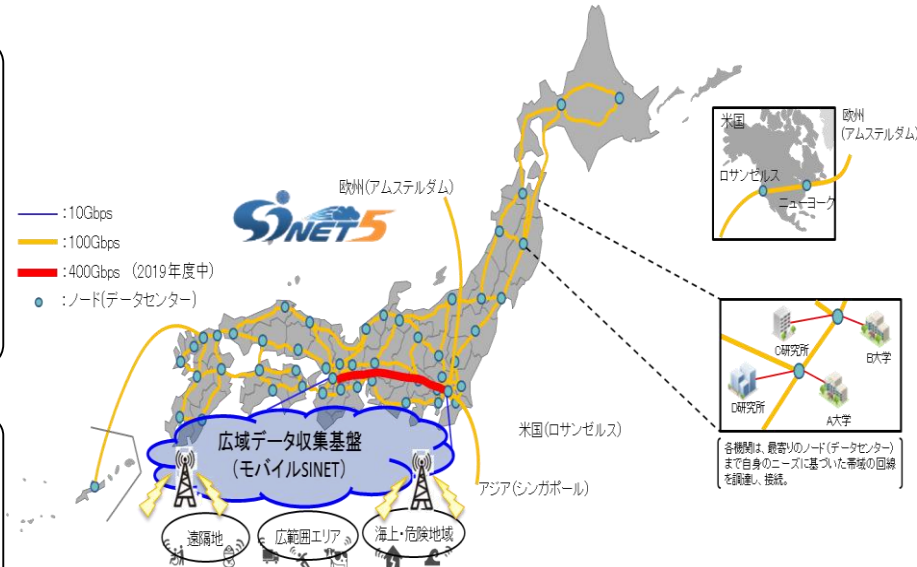 米国
欧州
(アムステルダム)
ロサンゼルス
ニューヨーク
欧州(アムステルダム)
SINET5
:10Gbps
:100Gbps
:400Gbps (2019年度中)
:ノード(データセンター)
C研究所
B大学
D研究所
A大学
米国(ロサンゼルス)
広域データ収集基盤
(モバイルSINET)
各機関は、最寄りのノード(データセンター)
まで自身のニーズに基づいた帯域の回線
を調達し、接続。
アジア(シンガポール)
遠隔地
広範囲エリア
海上・危険地域